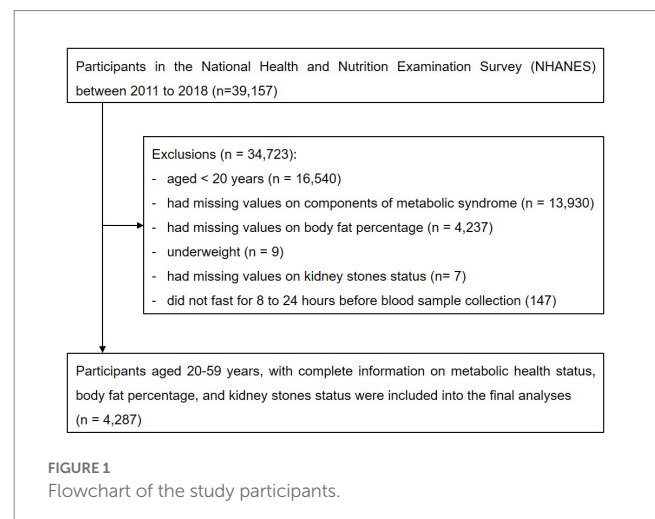 Participants in the National Health and Nutrition Examination Survey (NHANES)
between 2011 to 2018 (n=39,157)
Exclusions (n = 34,723):
- aged < 20 years (n = 16,540)
- had missing values on components of metabolic syndrome (n = 13,930)
- had missing values on body fat percentage (n = 4,237)
- underweight (n = 9)
- had missing values on kidney stones status (n= 7)
- did not fast for 8 to 24 hours before blood sample collection (147)
Participants aged 20-59 years, with complete information on metabolic health status,
body fat percentage, and kidney stones status were included into the final analyses
(n = 4,287)
FIGURE 1
Flowchart of the study participants.